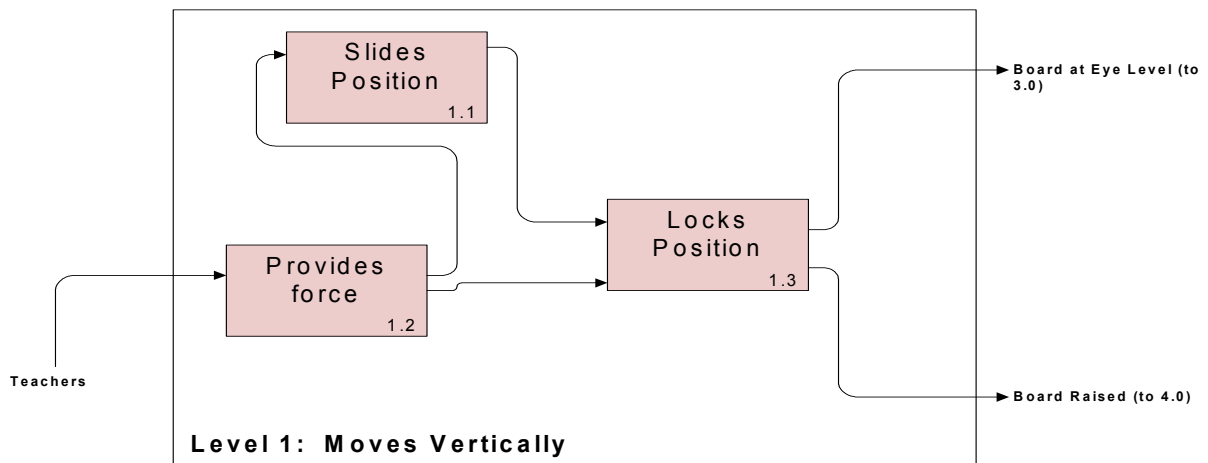 Slides
Position
1.1
Board at Eye Level (to
3.0)
Locks
Position
1.3
Provides
force
1.2
Teachers
Board Raised (to 4.0)
Level 1: Moves Vertically